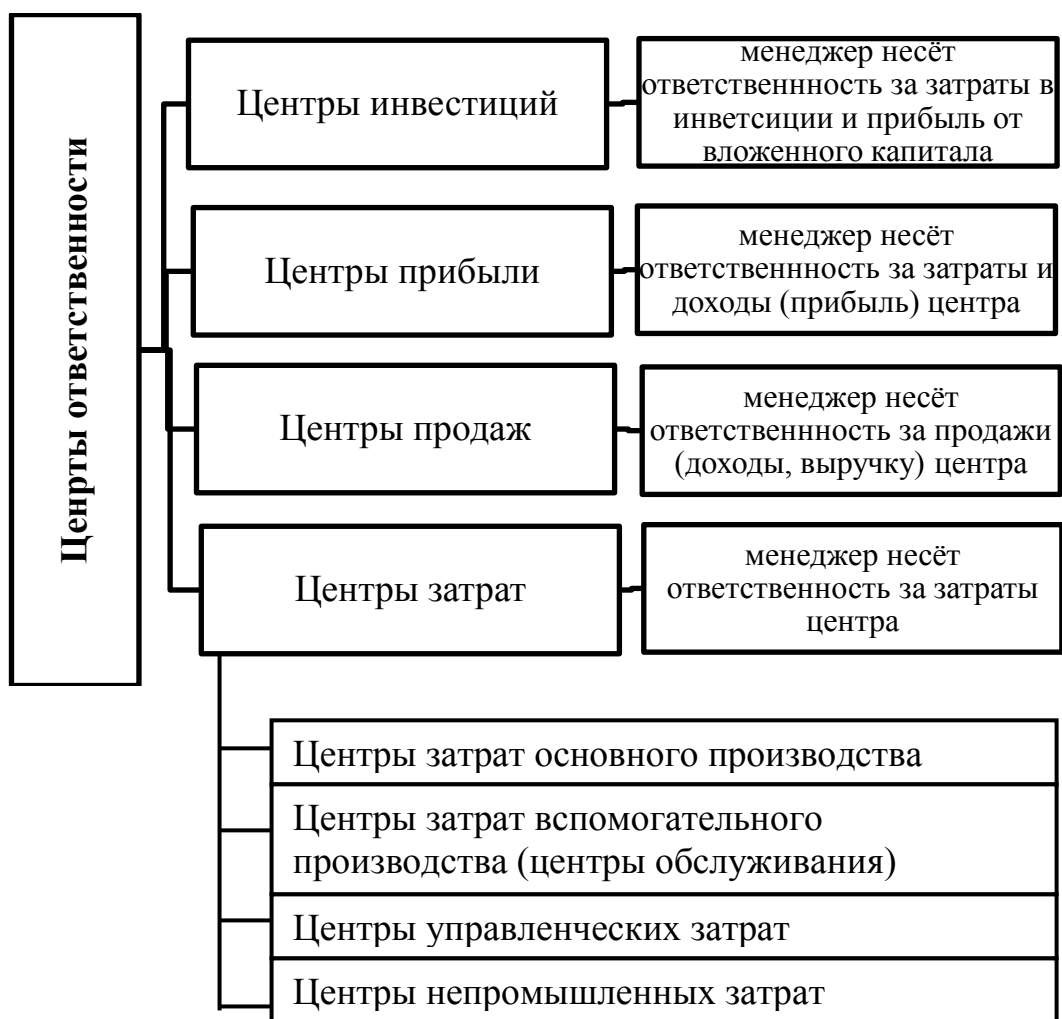 Ценрты ответственности
Центры инвестиций
менеджер несёт
ответственнность за затраты в
инветсиции и прибыль от
вложенного капитала
Центры прибыли
менеджер несёт
ответственнность за затраты и
доходы (прибыль) центра
Центры продаж
менеджер несёт
ответственнность за продажи
(доходы, выручку) центра
Центры затрат
менеджер несёт
ответственность за затраты
центра
Центры затрат основного производства
Центры затрат вспомогательного
производства (центры обслуживания)
Центры управленческих затрат
Центры непромышленных затрат